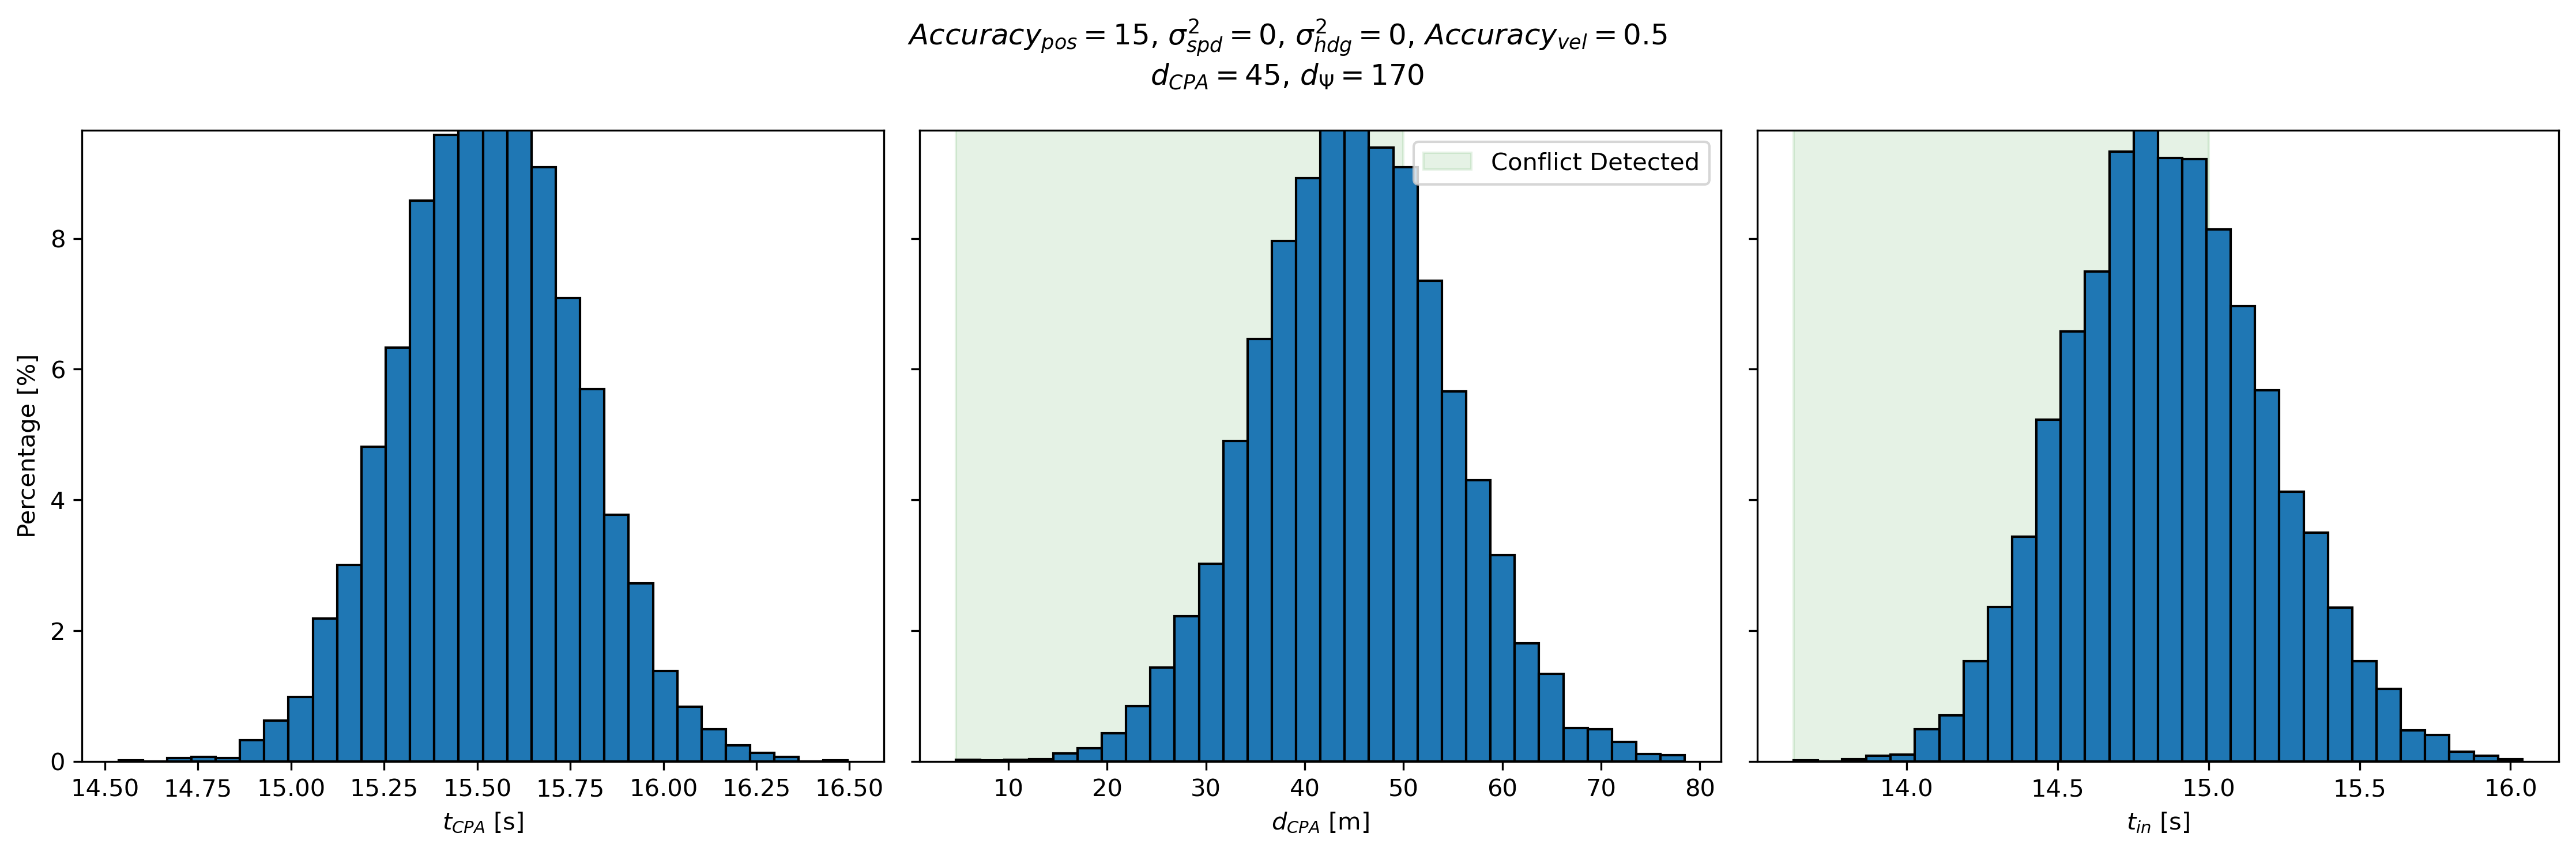 Accuracy_pos = 15, σ²_spd = 0, σ²_hdg = 0, Accuracy_vel = 0.5
d_CPA = 45, d_Ψ = 170
Percentage [%]
8
6
4
2
0
14.50 14.75 15.00 15.25 15.50 15.75 16.00 16.25 16.50
t_CPA [s]
Conflict Detected
10 20 30 40 50 60 70 80
d_CPA [m]
14.0 14.5 15.0 15.5 16.0
t_in [s]